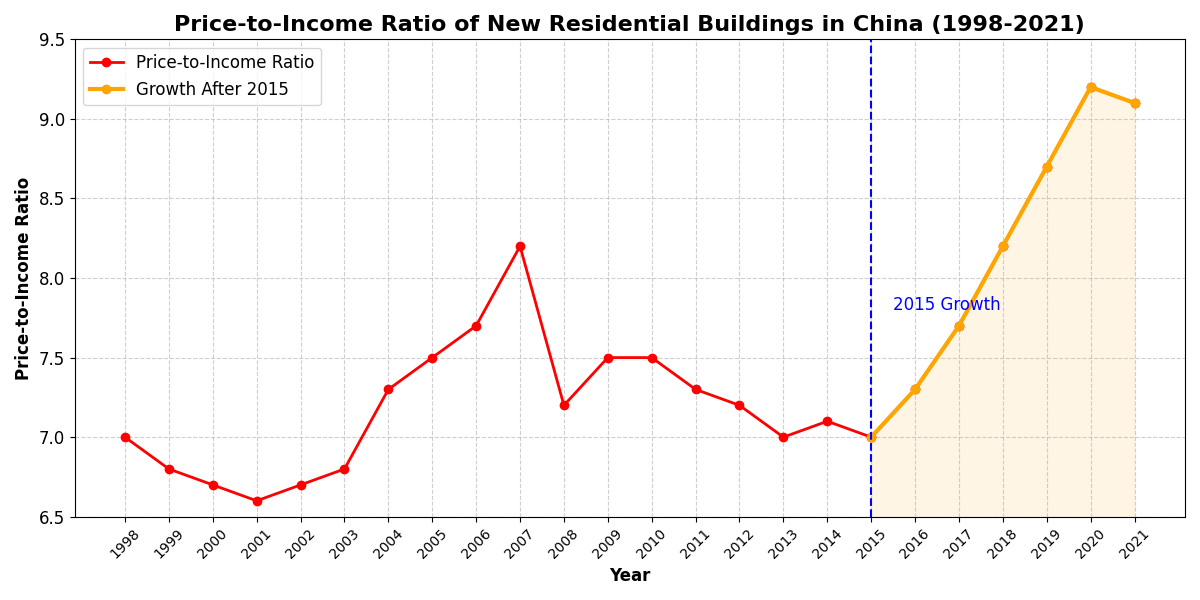 Price-to-Income Ratio of New Residential Buildings in China (1998-2021)
Price-to-Income Ratio
Growth After 2015
Price-to-Income Ratio
9.5
9.0
8.5
8.0
7.5
7.0
6.5
2015 Growth
1998 1999 2000 2001 2002 2003 2004 2005 2006 2007 2008 2009 2010 2011 2012 2013 2014 2015 2016 2017 2018 2019 2020 2021
Year